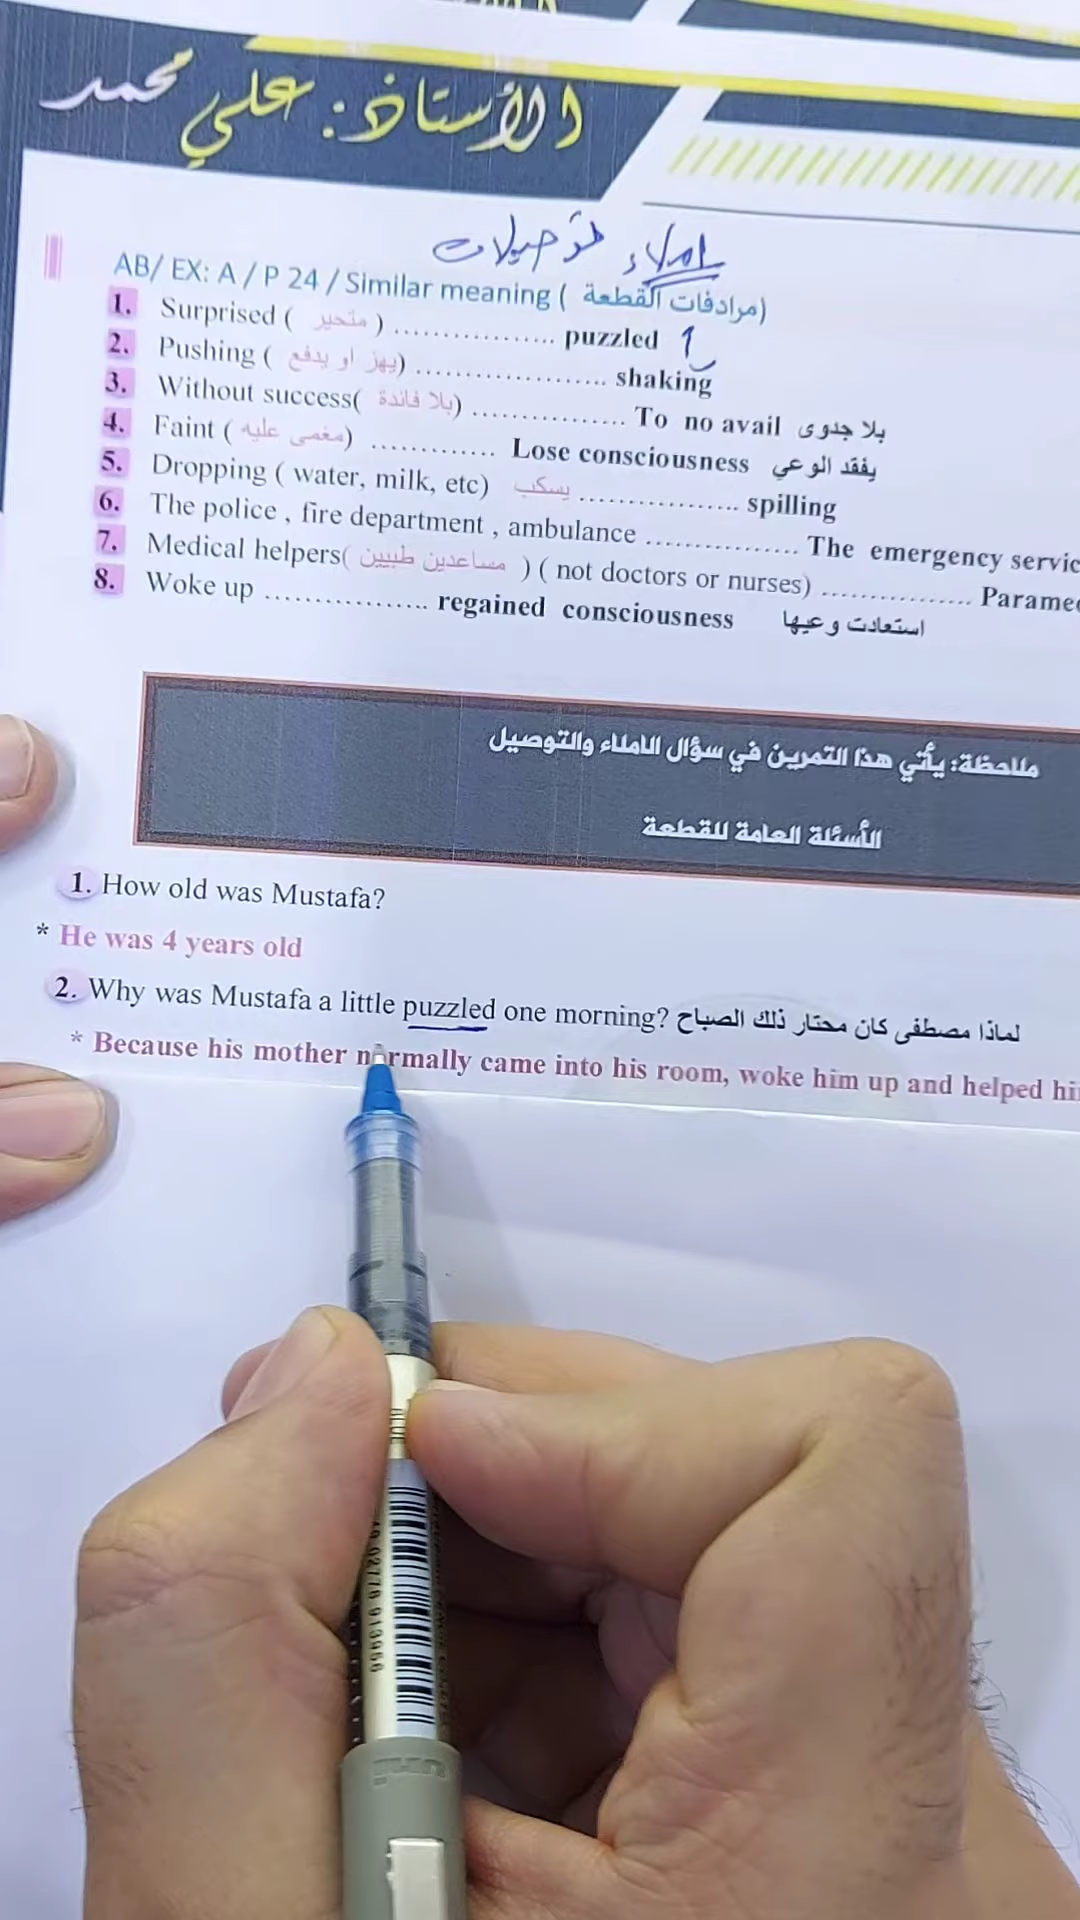 الأستاذ: علي محمد
املاء توصيلات
AB/ EX: A / P 24 / Similar meaning ( مرادفات القطعة)
1. Surprised ( متحير ) ................ puzzled
2. Pushing ( يهز او يدفع) .................... shaking
3. Without success( بلا فائدة) ................ To no avail بلا جدوى
4. Faint ( مغمى عليه) ............. Lose consciousness يفقد الوعي
5. Dropping ( water, milk, etc) يسكب ................. spilling
6. The police , fire department , ambulance ................ The emergency servic
7. Medical helpers( مساعدين طبيين ) ( not doctors or nurses) ................ Parame
8. Woke up ................. regained consciousness استعادت وعيها
ملاحظة: يأتي هذا التمرين في سؤال الاملاء والتوصيل
الأسئلة العامة للقطعة
1. How old was Mustafa?
* He was 4 years old
2. Why was Mustafa a little puzzled one morning? لماذا مصطفى كان محتار ذلك الصباح
* Because his mother normally came into his room, woke him up and helped hi
BLUE
uni